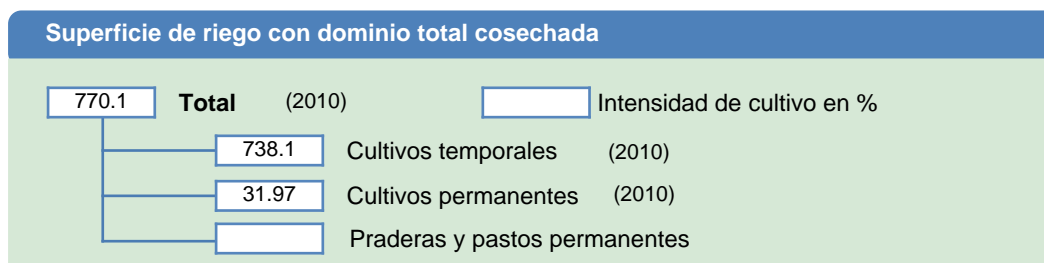 Superficie de riego con dominio total cosechada
770.1 Total (2010) Intensidad de cultivo en %
738.1 Cultivos temporales (2010)
31.97 Cultivos permanentes (2010)
Praderas y pastos permanentes